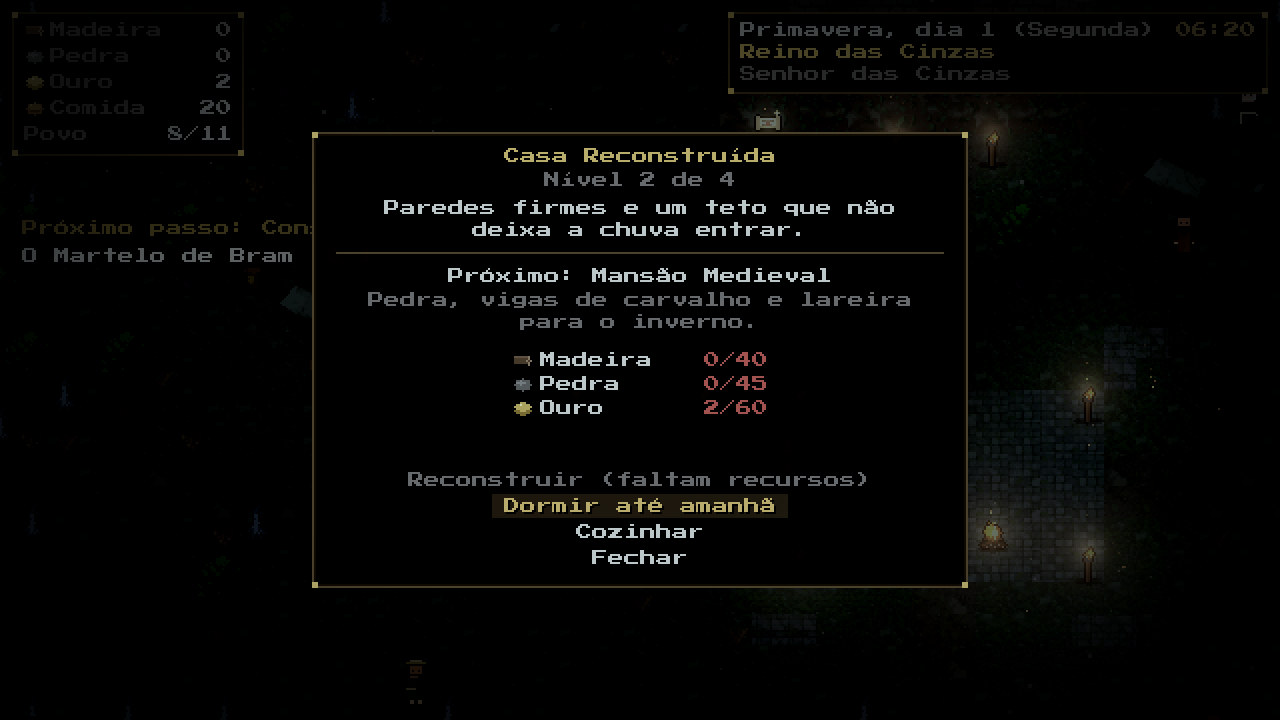 Madeira 0
Pedra 0
Ouro 2
Comida 20
Povo 8/11
Primavera, dia 1 (Segunda) 06:20
Reino das Cinzas
Senhor das Cinzas
Próximo passo: Con
O Martelo de Bram
Casa Reconstruída
Nível 2 de 4
Paredes firmes e um teto que não
deixa a chuva entrar.
Próximo: Mansão Medieval
Pedra, vigas de carvalho e lareira
para o inverno.
Madeira 0/40
Pedra 0/45
Ouro 2/60
Reconstruir (faltam recursos)
Dormir até amanhã
Cozinhar
Fechar